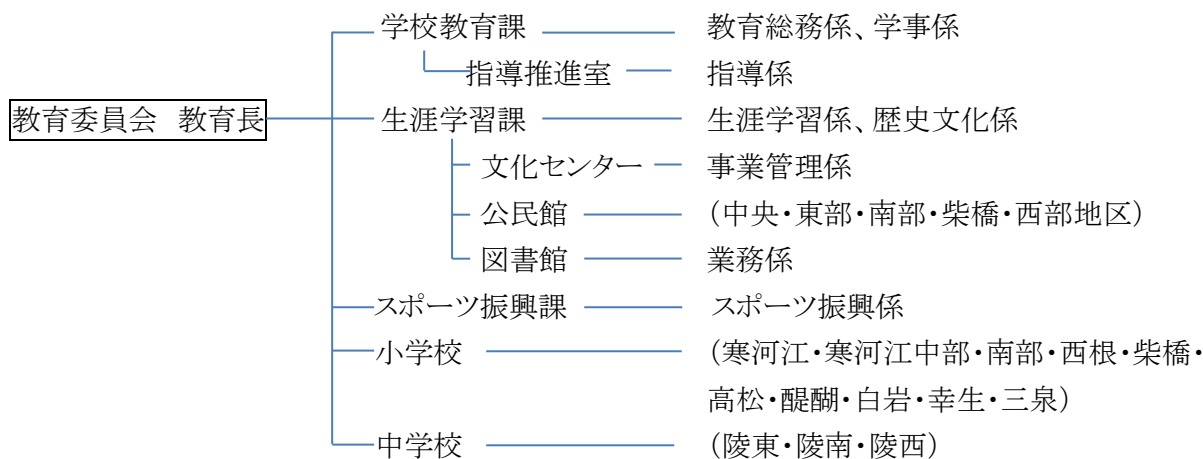 学校教育課 教育総務係、学事係
指導推進室 指導係
教育委員会 教育長 生涯学習課 生涯学習係、歴史文化係
文化センター 事業管理係
公民館 （中央・東部・南部・柴橋・西部地区）
図書館 業務係
スポーツ振興課 スポーツ振興係
小学校 （寒河江・寒河江中部・南部・西根・柴橋・
高松・醍醐・白岩・幸生・三泉）
中学校 （陵東・陵南・陵西）